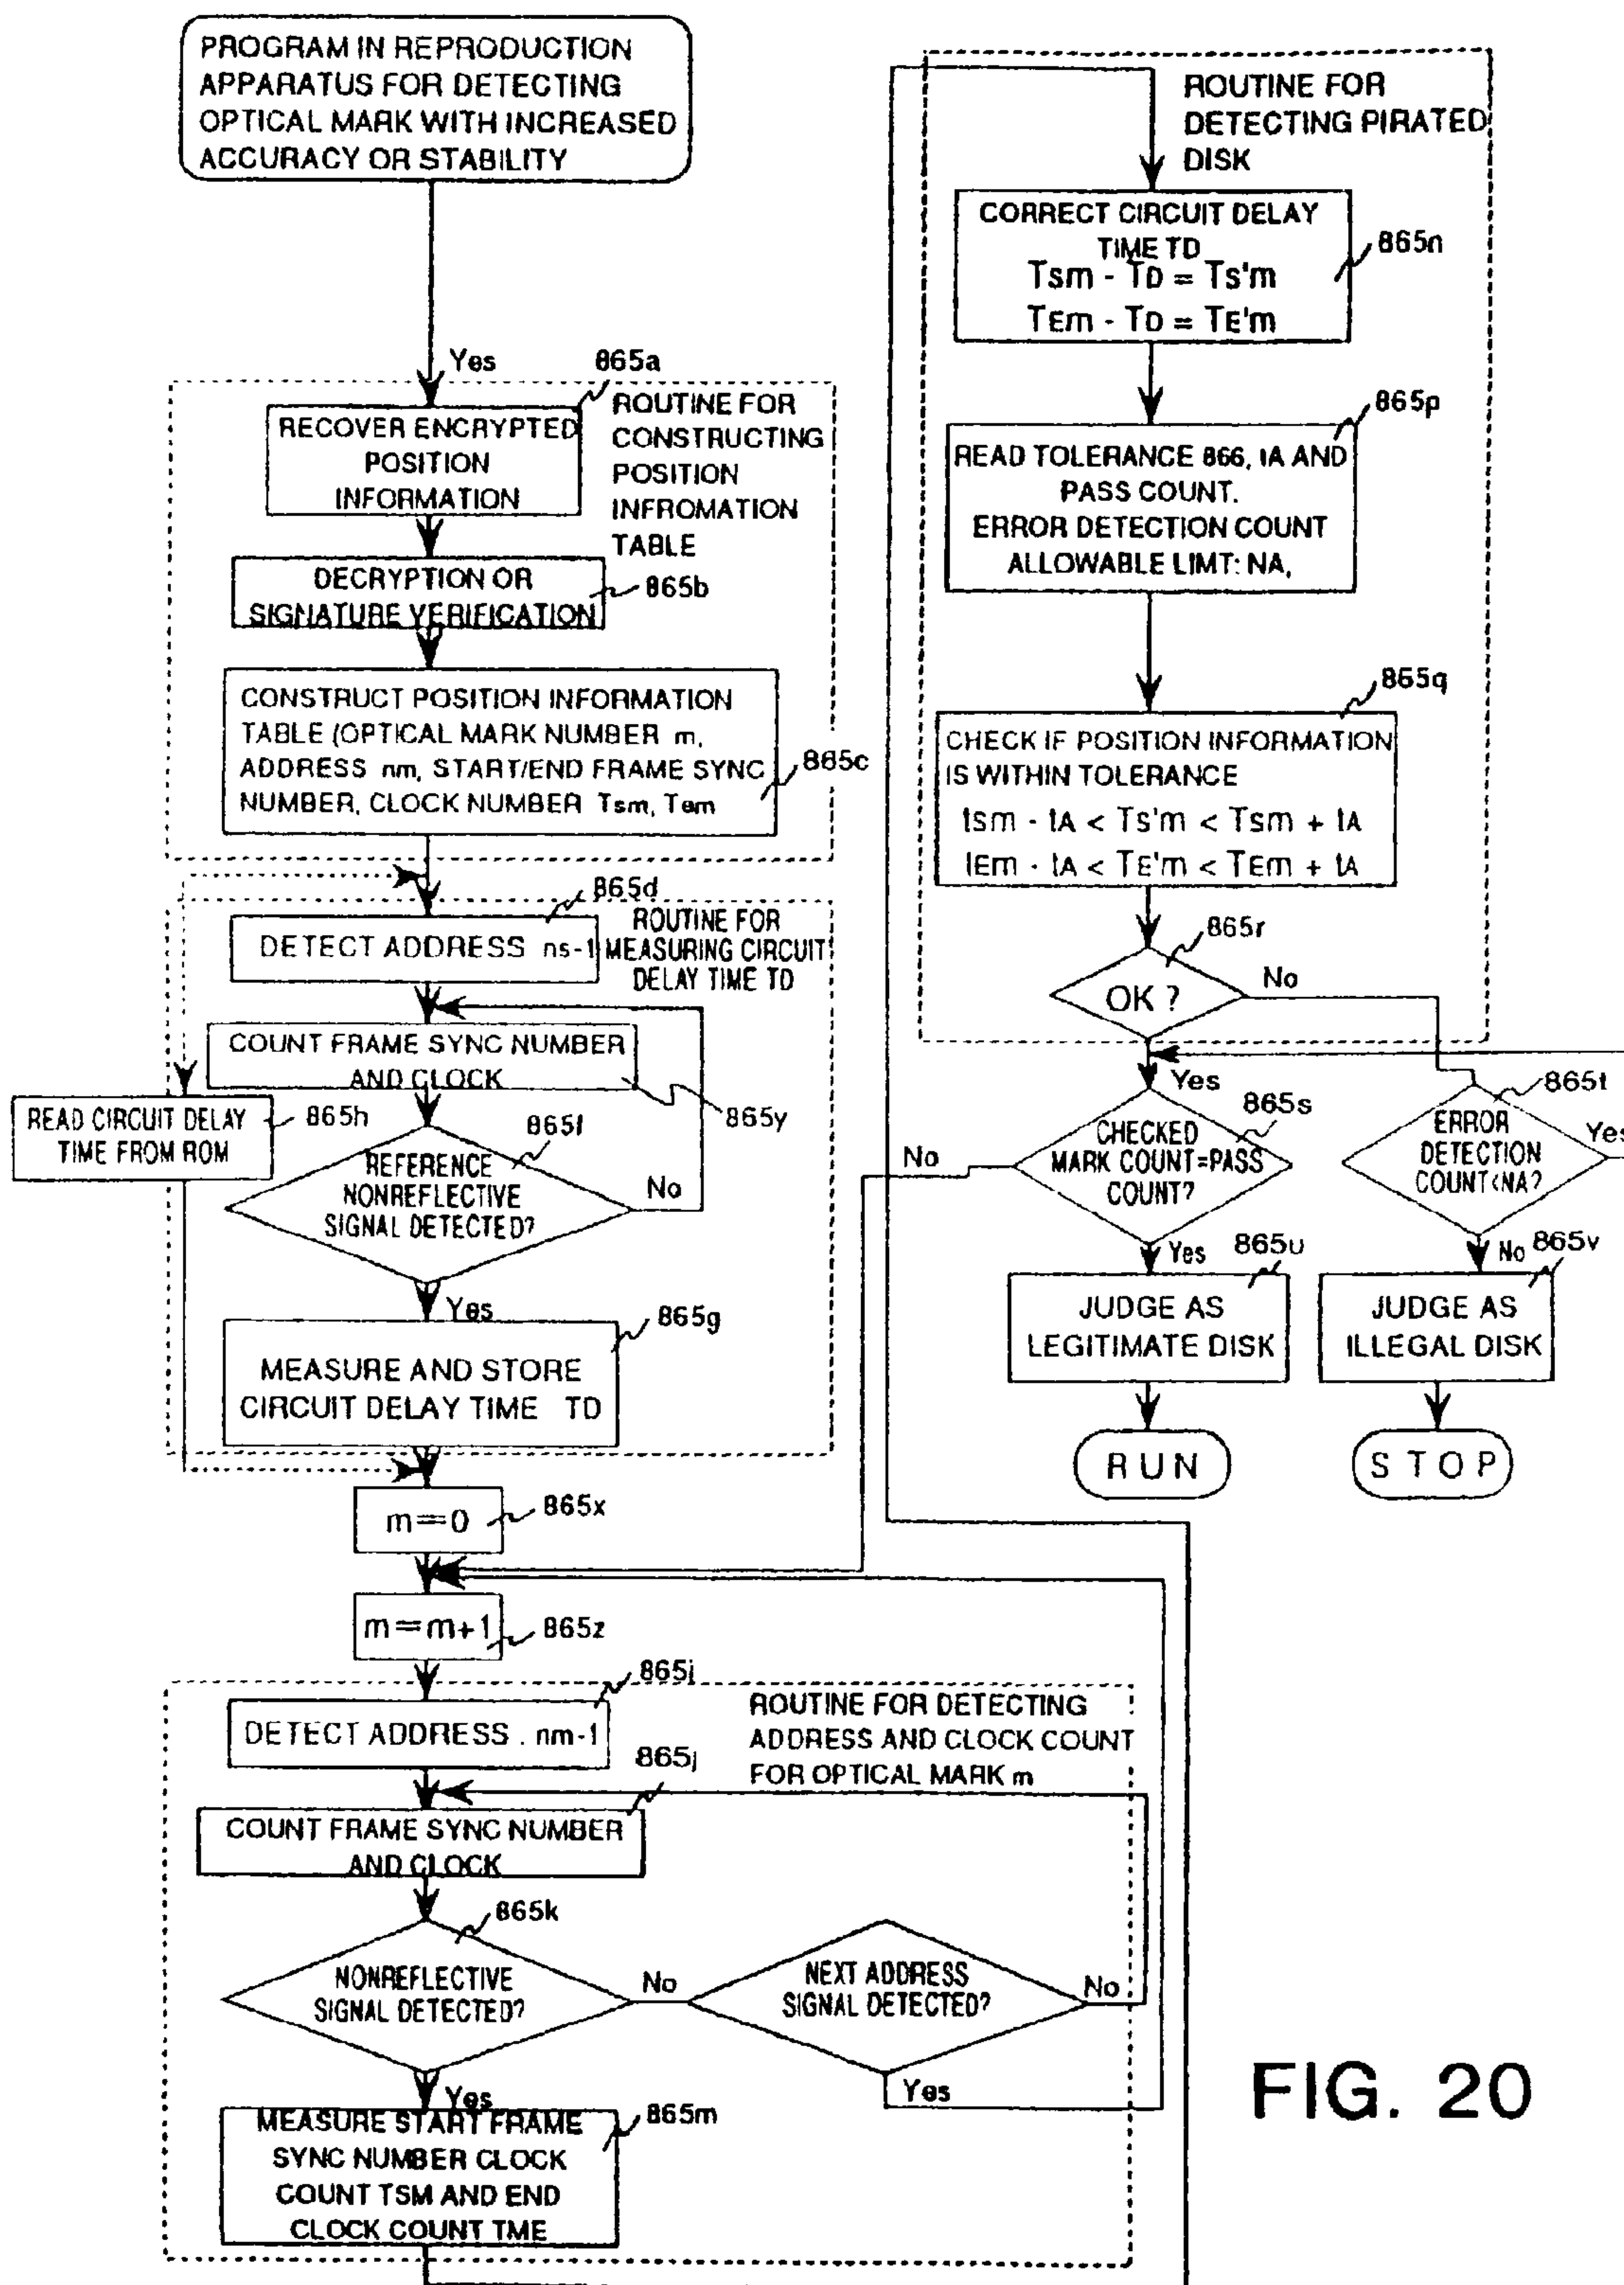 PROGRAM IN REPRODUCTION
APPARATUS FOR DETECTING
OPTICAL MARK WITH INCREASED
ACCURACY OR STABILITY
Yes
865a
RECOVER ENCRYPTED
POSITION
INFORMATION
ROUTINE FOR
CONSTRUCTING
POSITION
INFROMATION
TABLE
DECRYPTION OR
SIGNATURE VERIFICATION
865b
CONSTRUCT POSITION INFORMATION
TABLE (OPTICAL MARK NUMBER m,
ADDRESS nm, START/END FRAME SYNC
NUMBER, CLOCK NUMBER Tsm, Tem
865c
865d
DETECT ADDRESS ns-1
ROUTINE FOR
MEASURING CIRCUIT
DELAY TIME TD
COUNT FRAME SYNC NUMBER
AND CLOCK
865y
READ CIRCUIT DELAY
TIME FROM ROM
865h
865f
REFERENCE
NONREFLECTIVE
SIGNAL DETECTED?
No
Yes
865g
MEASURE AND STORE
CIRCUIT DELAY TIME TD
m=0
865x
m=m+1
865z
865i
DETECT ADDRESS . nm-1
ROUTINE FOR DETECTING
ADDRESS AND CLOCK COUNT
FOR OPTICAL MARK m
865j
COUNT FRAME SYNC NUMBER
AND CLOCK
865k
NONREFLECTIVE
SIGNAL DETECTED?
No
NEXT ADDRESS
SIGNAL DETECTED?
No
Yes
Yes
MEASURE START FRAME
SYNC NUMBER CLOCK
COUNT TSM AND END
CLOCK COUNT TME
865m
ROUTINE FOR
DETECTING PIRATED
DISK
CORRECT CIRCUIT DELAY
TIME TD
Tsm - TD = Ts'm
TEm - TD = TE'm
865n
865p
READ TOLERANCE 866, tA AND
PASS COUNT.
ERROR DETECTION COUNT
ALLOWABLE LIMT: NA,
865q
CHECK IF POSITION INFORMATION
IS WITHIN TOLERANCE
tsm - tA < Ts'm < Tsm + tA
tEm - tA < TE'm < TEm + tA
865r
OK ?
No
Yes
865s
CHECKED
MARK COUNT=PASS
COUNT?
No
Yes
865t
ERROR
DETECTION
COUNT<NA?
Yes
No
865u
JUDGE AS
LEGITIMATE DISK
865v
JUDGE AS
ILLEGAL DISK
RUN
STOP
FIG. 20